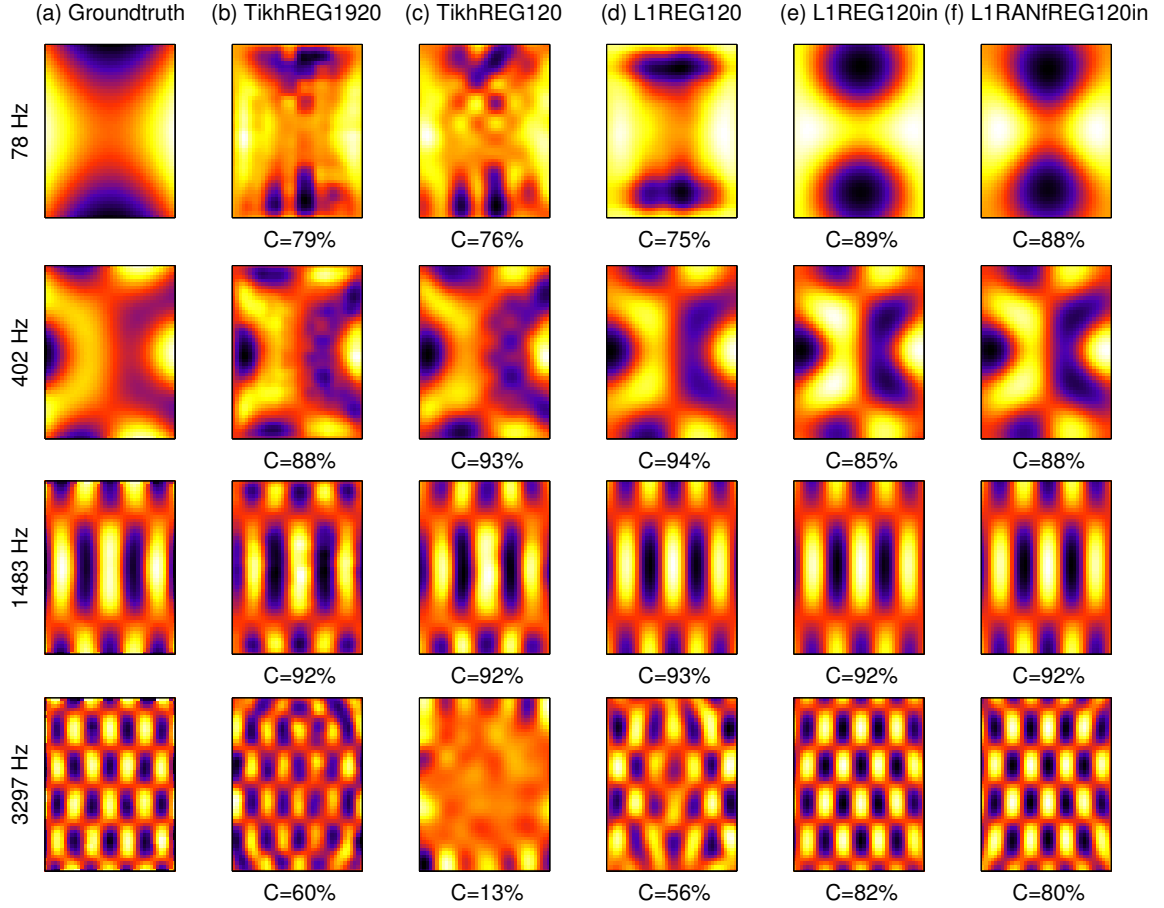 (a) Groundtruth (b) TikhREG1920 (c) TikhREG120 (d) L1REG120 (e) L1REG120in (f) L1RANfREG120in
78 Hz
C=79% C=76% C=75% C=89% C=88%
402 Hz
C=88% C=93% C=94% C=85% C=88%
1483 Hz
C=92% C=92% C=93% C=92% C=92%
3297 Hz
C=60% C=13% C=56% C=82% C=80%